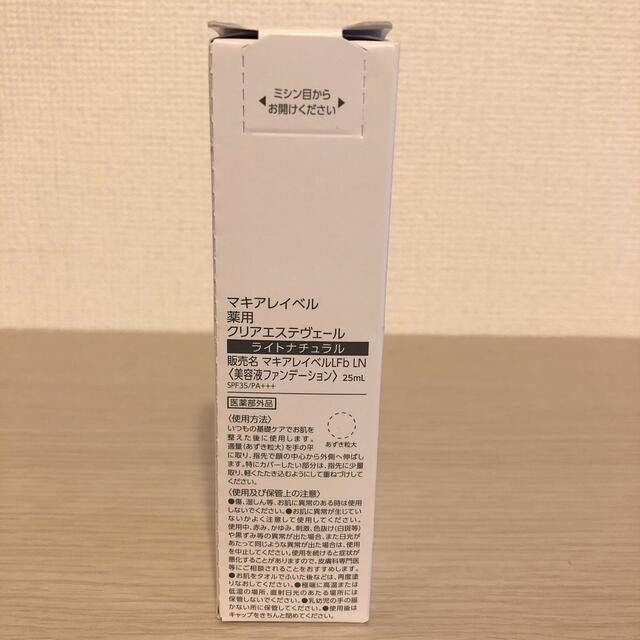 ミシン目から
お開けください
マキアレイベル
薬用
クリアエステヴェール
ライトナチュラル
販売名 マキアレイベルLFb LN
〈美容液ファンデーション〉 25mL
SPF35/PA+++
医薬部外品
〈使用方法〉
いつもの基礎ケアでお肌を
整えた後に使用します。
適量(あずき粒大)を手の平
に取り、指先で顔の中心から外側へ伸ばし
ます。特にカバーしたい部分は、指先に少量
取り、軽くたたき込むようにして重ねづけして
ください。
あずき粒大
〈使用及び保管上の注意〉
●傷、湿しん等、お肌に異常のある時は使用
しないでください。●お肌に異常が生じてい
ないかよく注意して使用してください。
使用中、赤み、かゆみ、刺激、色抜け(白斑等)
や黒ずみ等の異常が出た場合、また日光が
あたって同じような異常が出た場合は、使用
を中止してください。使用を続けると症状が
悪化することがありますので、皮膚科専門医
等にご相談されることをおすすめします。
●お肌をタオルでふいた後などは、再度塗
りなおしてください。●極端に高温または
低温の場所、直射日光のあたる場所には
保管しないでください。●乳幼児の手の届
かない所に保管してください。●使用後は
キャップをきちんと閉めてください。